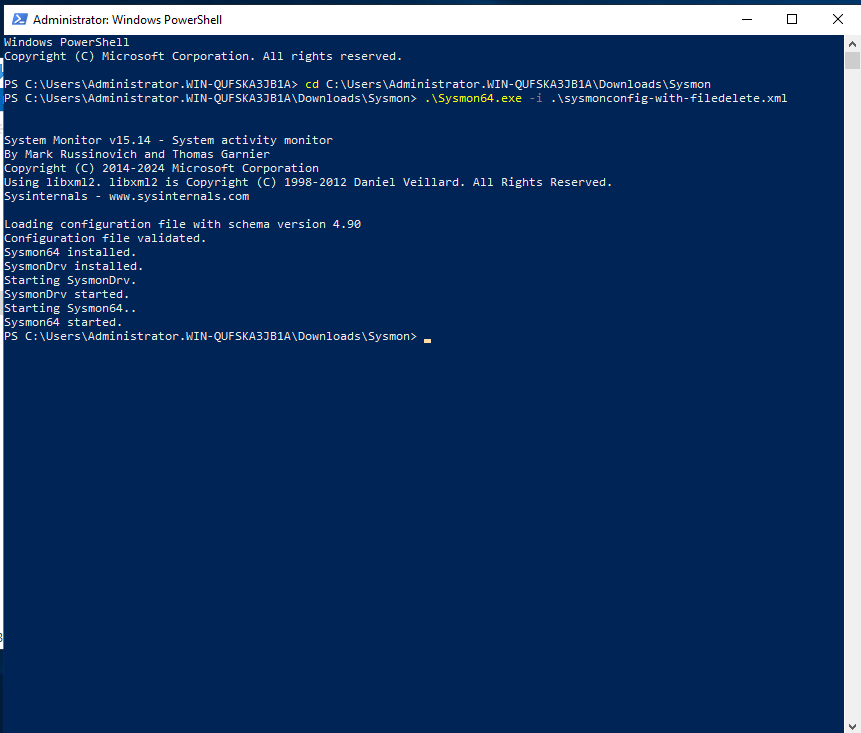 Administrator: Windows PowerShell
Windows PowerShell
Copyright (C) Microsoft Corporation. All rights reserved.
PS C:\Users\Administrator.WIN-QUFSKA3JB1A> cd C:\Users\Administrator.WIN-QUFSKA3JB1A\Downloads\Sysmon
PS C:\Users\Administrator.WIN-QUFSKA3JB1A\Downloads\Sysmon> .\Sysmon64.exe -i .\sysmonconfig-with-filedelete.xml
System Monitor v15.14 - System activity monitor
By Mark Russinovich and Thomas Garnier
Copyright (C) 2014-2024 Microsoft Corporation
Using libxml2. libxml2 is Copyright (C) 1998-2012 Daniel Veillard. All Rights Reserved.
Sysinternals - www.sysinternals.com
Loading configuration file with schema version 4.90
Configuration file validated.
Sysmon64 installed.
SysmonDrv installed.
Starting SysmonDrv.
SysmonDrv started.
Starting Sysmon64..
Sysmon64 started.
PS C:\Users\Administrator.WIN-QUFSKA3JB1A\Downloads\Sysmon>